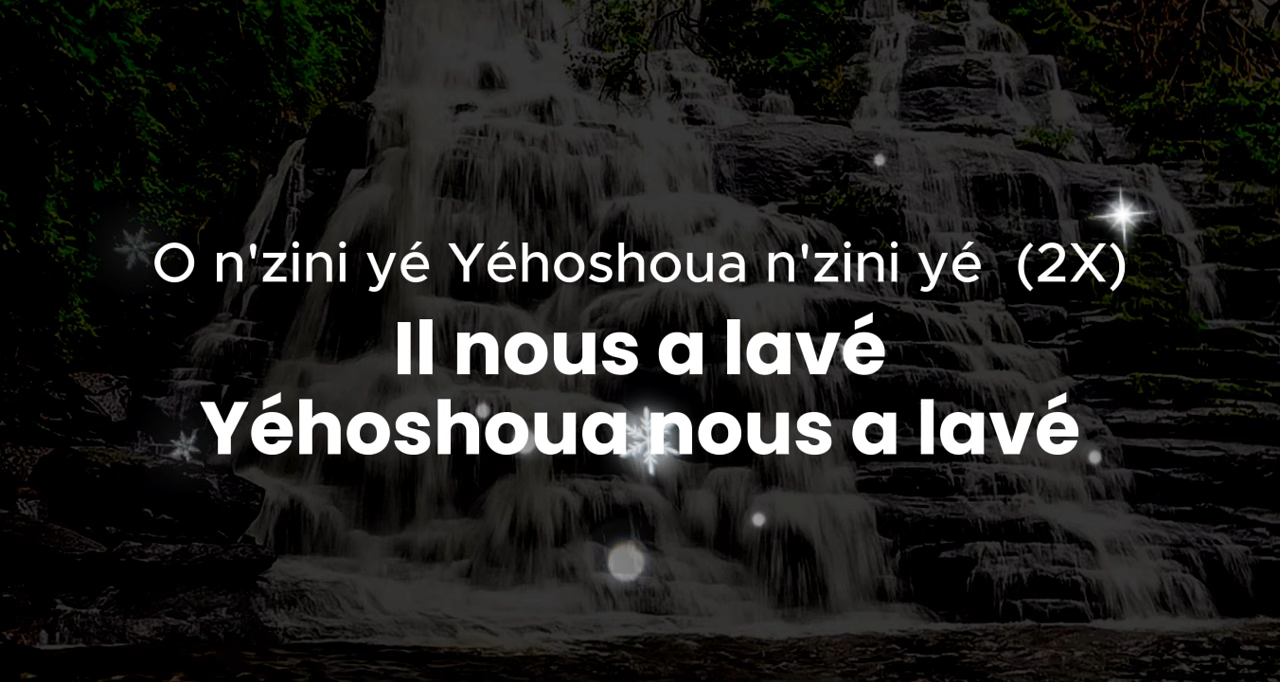 O n'zini yé Yéhoshoua n'zini yé (2X)
Il nous a lavé
Yéhoshoua nous a lavé